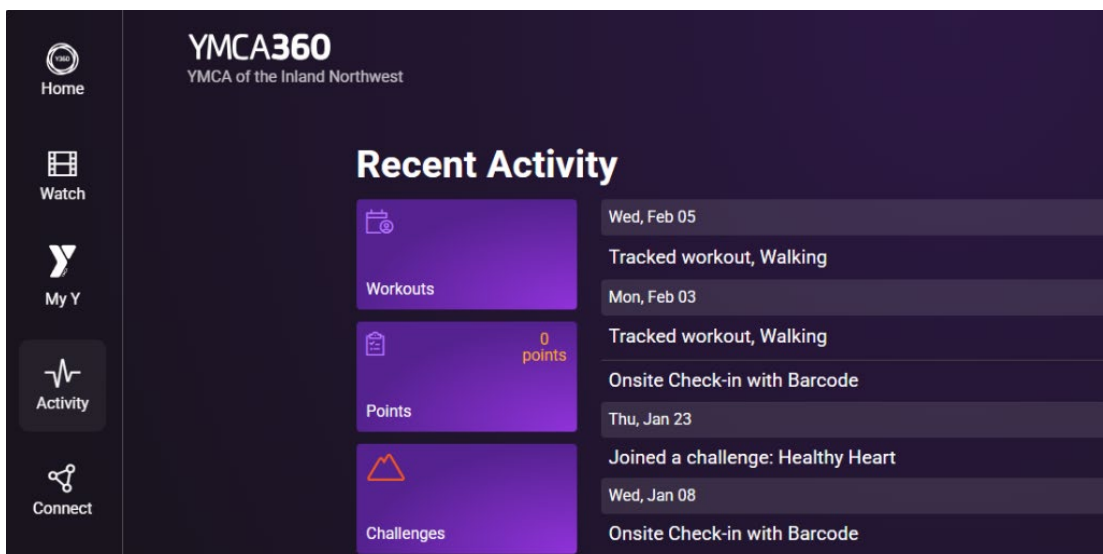 YMCA360
YMCA of the Inland Northwest
Y360
Home
Watch
My Y
Activity
Connect
Recent Activity
Workouts
0
points
Points
Challenges
Wed, Feb 05
Tracked workout, Walking
Mon, Feb 03
Tracked workout, Walking
Onsite Check-in with Barcode
Thu, Jan 23
Joined a challenge: Healthy Heart
Wed, Jan 08
Onsite Check-in with Barcode